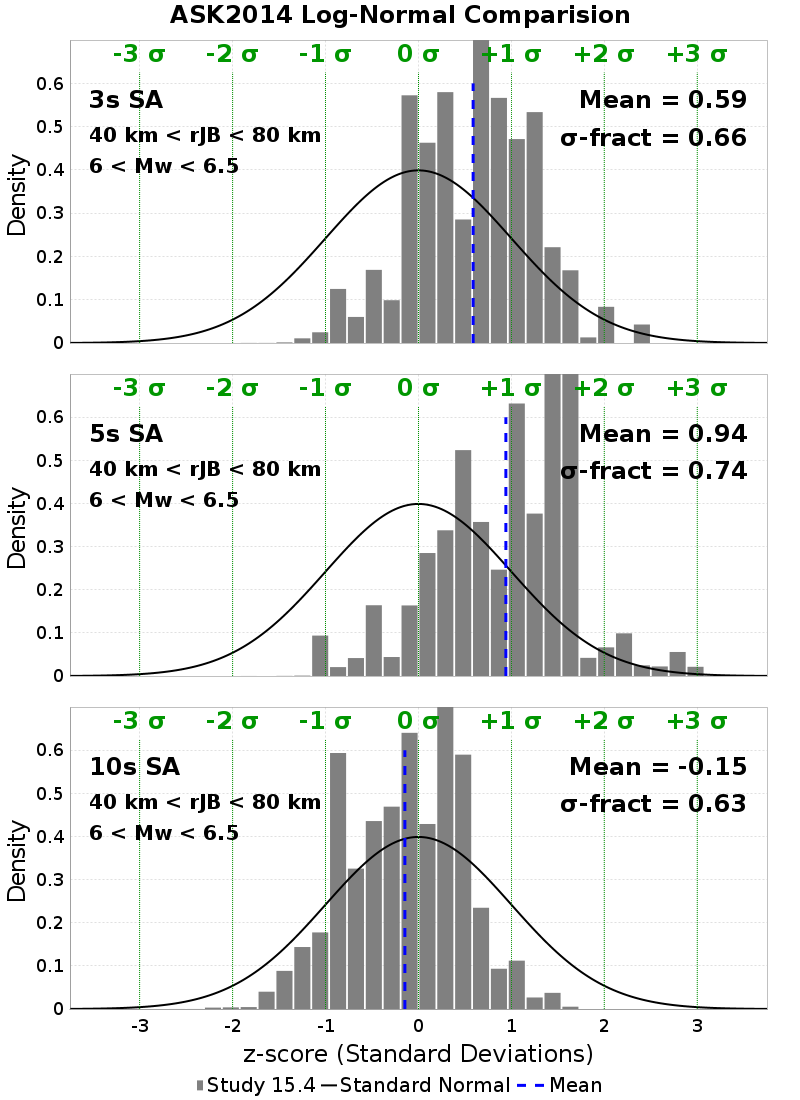 ASK2014 Log-Normal Comparision
-3 σ -2 σ -1 σ 0 σ +1 σ +2 σ +3 σ
3s SA
40 km < rJB < 80 km
6 < Mw < 6.5
Mean = 0.59
σ-fract = 0.66
0.6
0.5
0.4
0.3
0.2
0.1
0
Density
-3 σ -2 σ -1 σ 0 σ +1 σ +2 σ +3 σ
5s SA
40 km < rJB < 80 km
6 < Mw < 6.5
Mean = 0.94
σ-fract = 0.74
0.6
0.5
0.4
0.3
0.2
0.1
0
Density
-3 σ -2 σ -1 σ 0 σ +1 σ +2 σ +3 σ
10s SA
40 km < rJB < 80 km
6 < Mw < 6.5
Mean = -0.15
σ-fract = 0.63
0.6
0.5
0.4
0.3
0.2
0.1
0
Density
-3 -2 -1 0 1 2 3
z-score (Standard Deviations)
Study 15.4 Standard Normal Mean